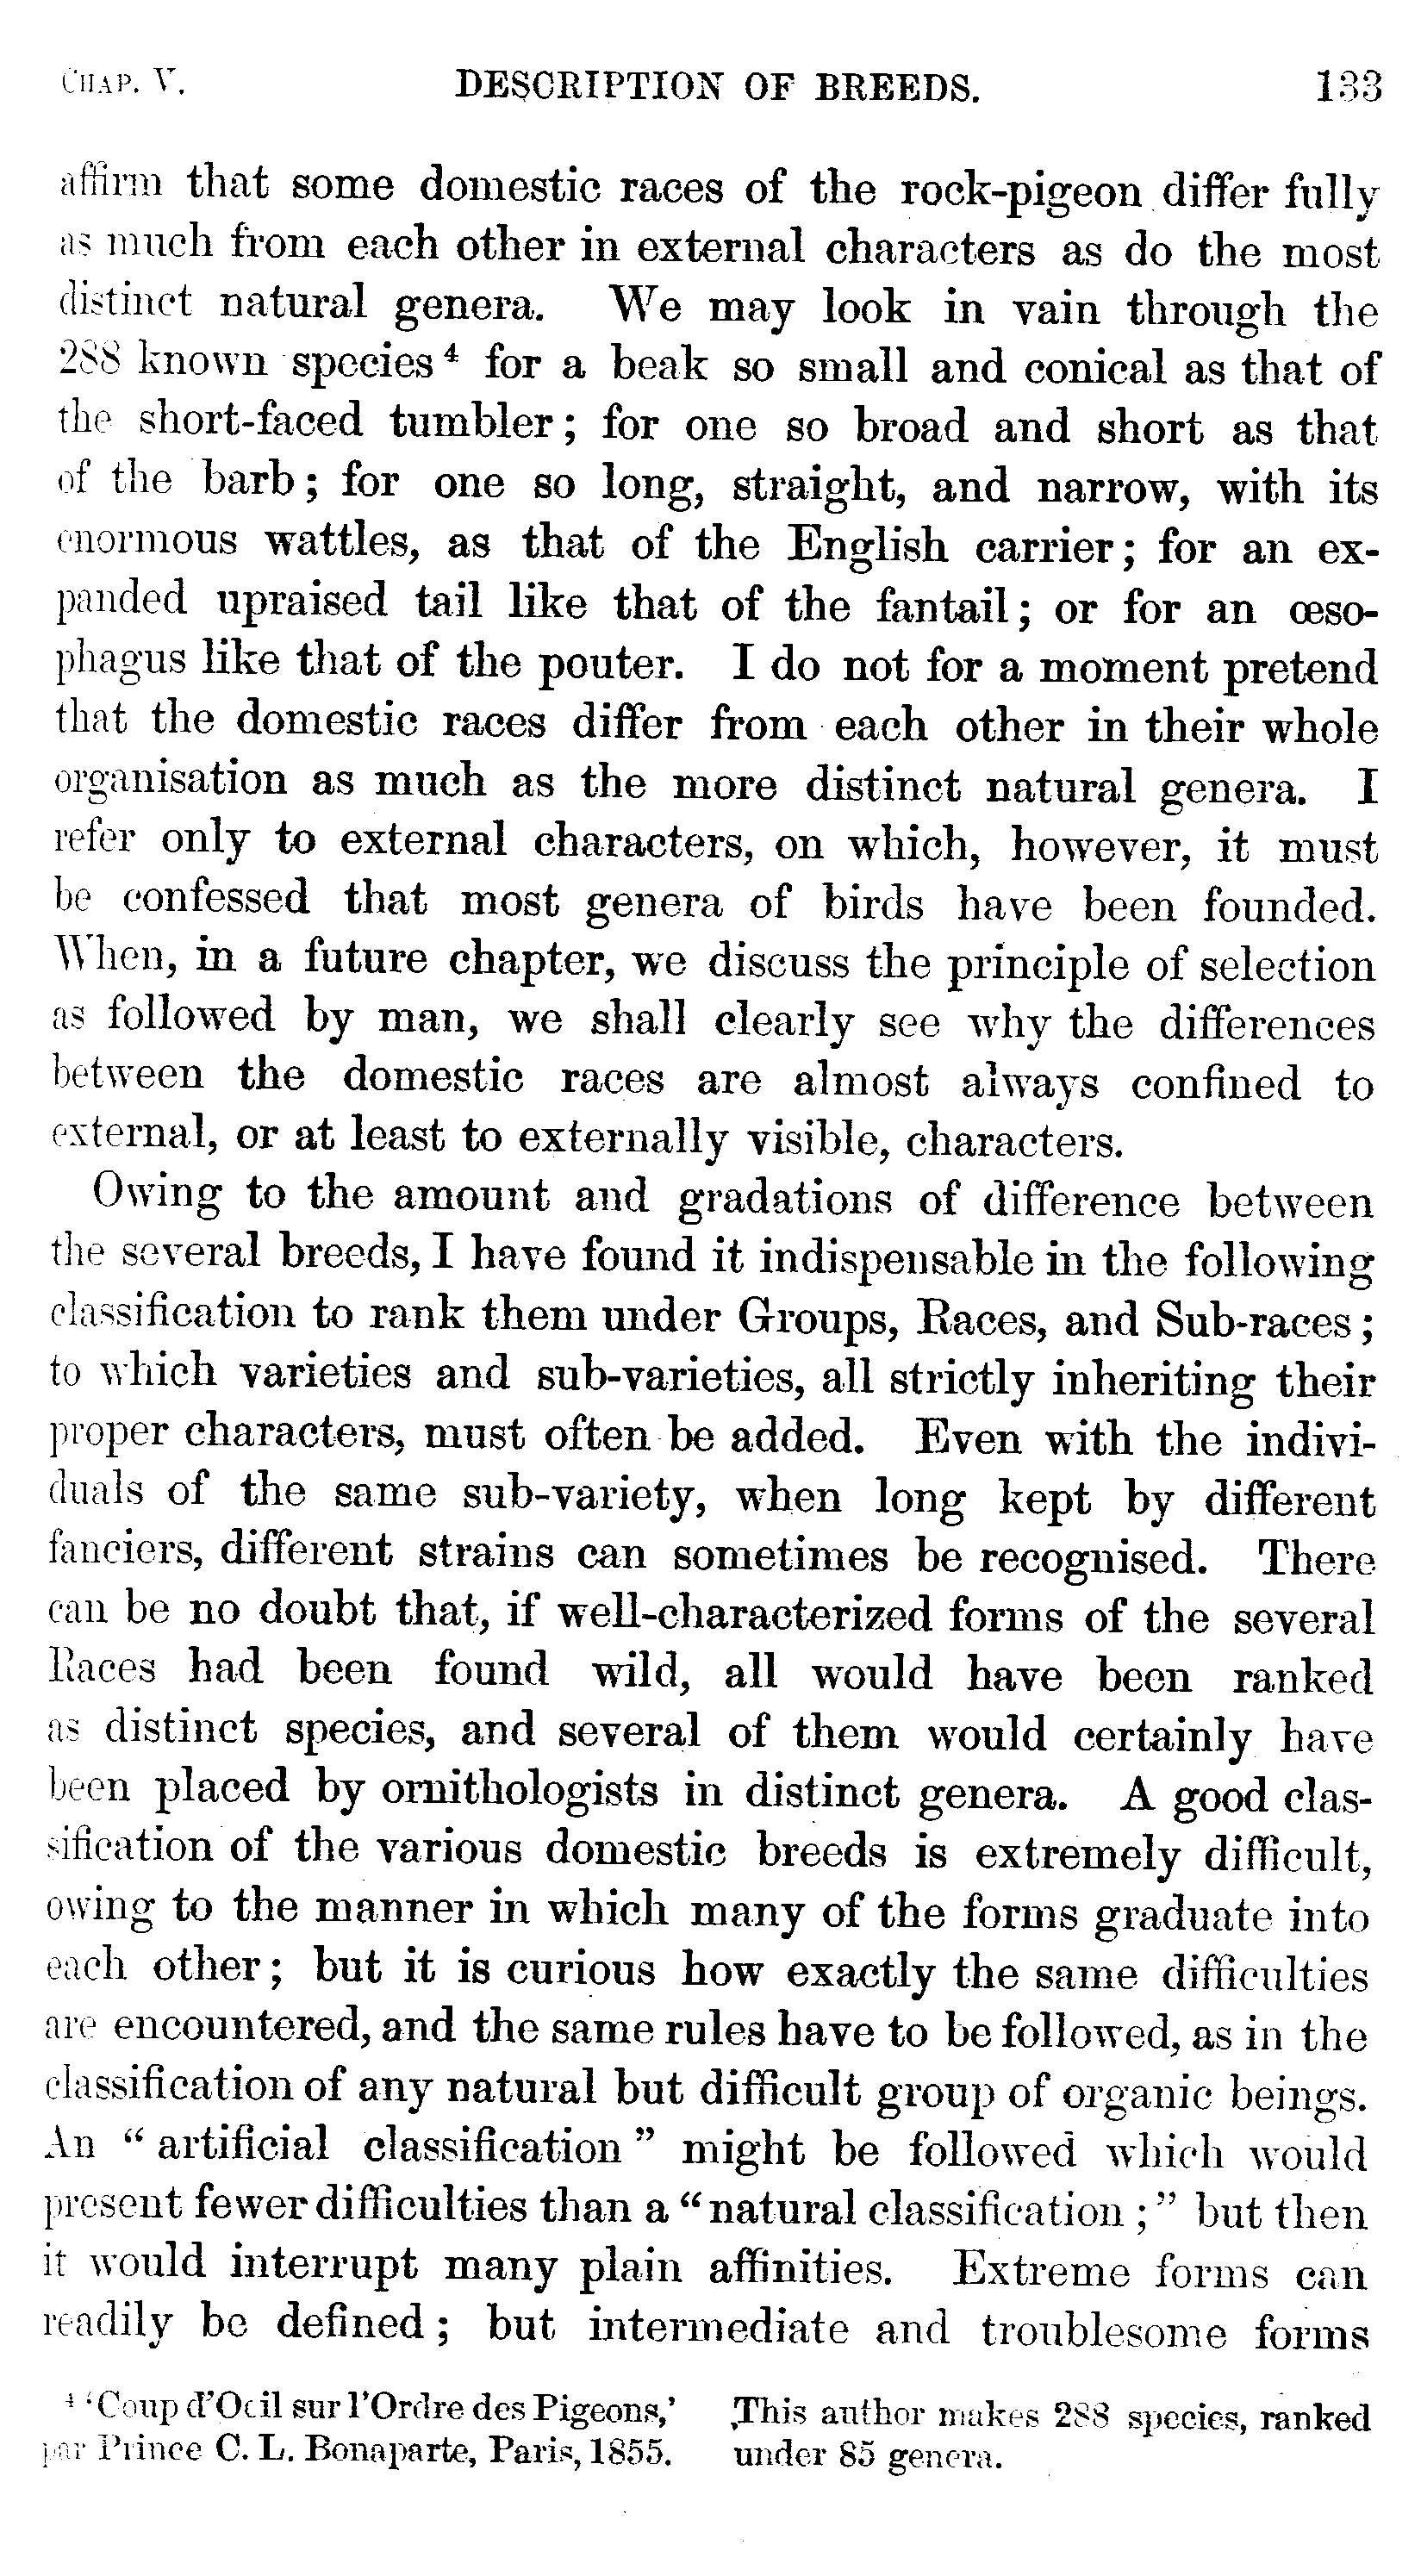 CHAP. V. DESCRIPTION OF BREEDS. 133
affirm that some domestic races of the rock-pigeon differ fully
as much from each other in external characters as do the most
distinct natural genera. We may look in vain through the
288 known species ⁴ for a beak so small and conical as that of
the short-faced tumbler; for one so broad and short as that
of the barb; for one so long, straight, and narrow, with its
enormous wattles, as that of the English carrier; for an ex-
panded upraised tail like that of the fantail; or for an œso-
phagus like that of the pouter. I do not for a moment pretend
that the domestic races differ from each other in their whole
organisation as much as the more distinct natural genera. I
refer only to external characters, on which, however, it must
be confessed that most genera of birds have been founded.
When, in a future chapter, we discuss the principle of selection
as followed by man, we shall clearly see why the differences
between the domestic races are almost always confined to
external, or at least to externally visible, characters.
Owing to the amount and gradations of difference between
the several breeds, I have found it indispensable in the following
classification to rank them under Groups, Races, and Sub-races;
to which varieties and sub-varieties, all strictly inheriting their
proper characters, must often be added. Even with the indivi-
duals of the same sub-variety, when long kept by different
fanciers, different strains can sometimes be recognised. There
can be no doubt that, if well-characterized forms of the several
Races had been found wild, all would have been ranked
as distinct species, and several of them would certainly have
been placed by ornithologists in distinct genera. A good clas-
sification of the various domestic breeds is extremely difficult,
owing to the manner in which many of the forms graduate into
each other; but it is curious how exactly the same difficulties
are encountered, and the same rules have to be followed, as in the
classification of any natural but difficult group of organic beings.
An "artificial classification" might be followed which would
present fewer difficulties than a "natural classification;" but then
it would interrupt many plain affinities. Extreme forms can
readily be defined; but intermediate and troublesome forms
⁴ 'Coup d'Oeil sur l'Ordre des Pigeons,'
par Prince C. L. Bonaparte, Paris, 1855.
This author makes 288 species, ranked
under 85 genera.